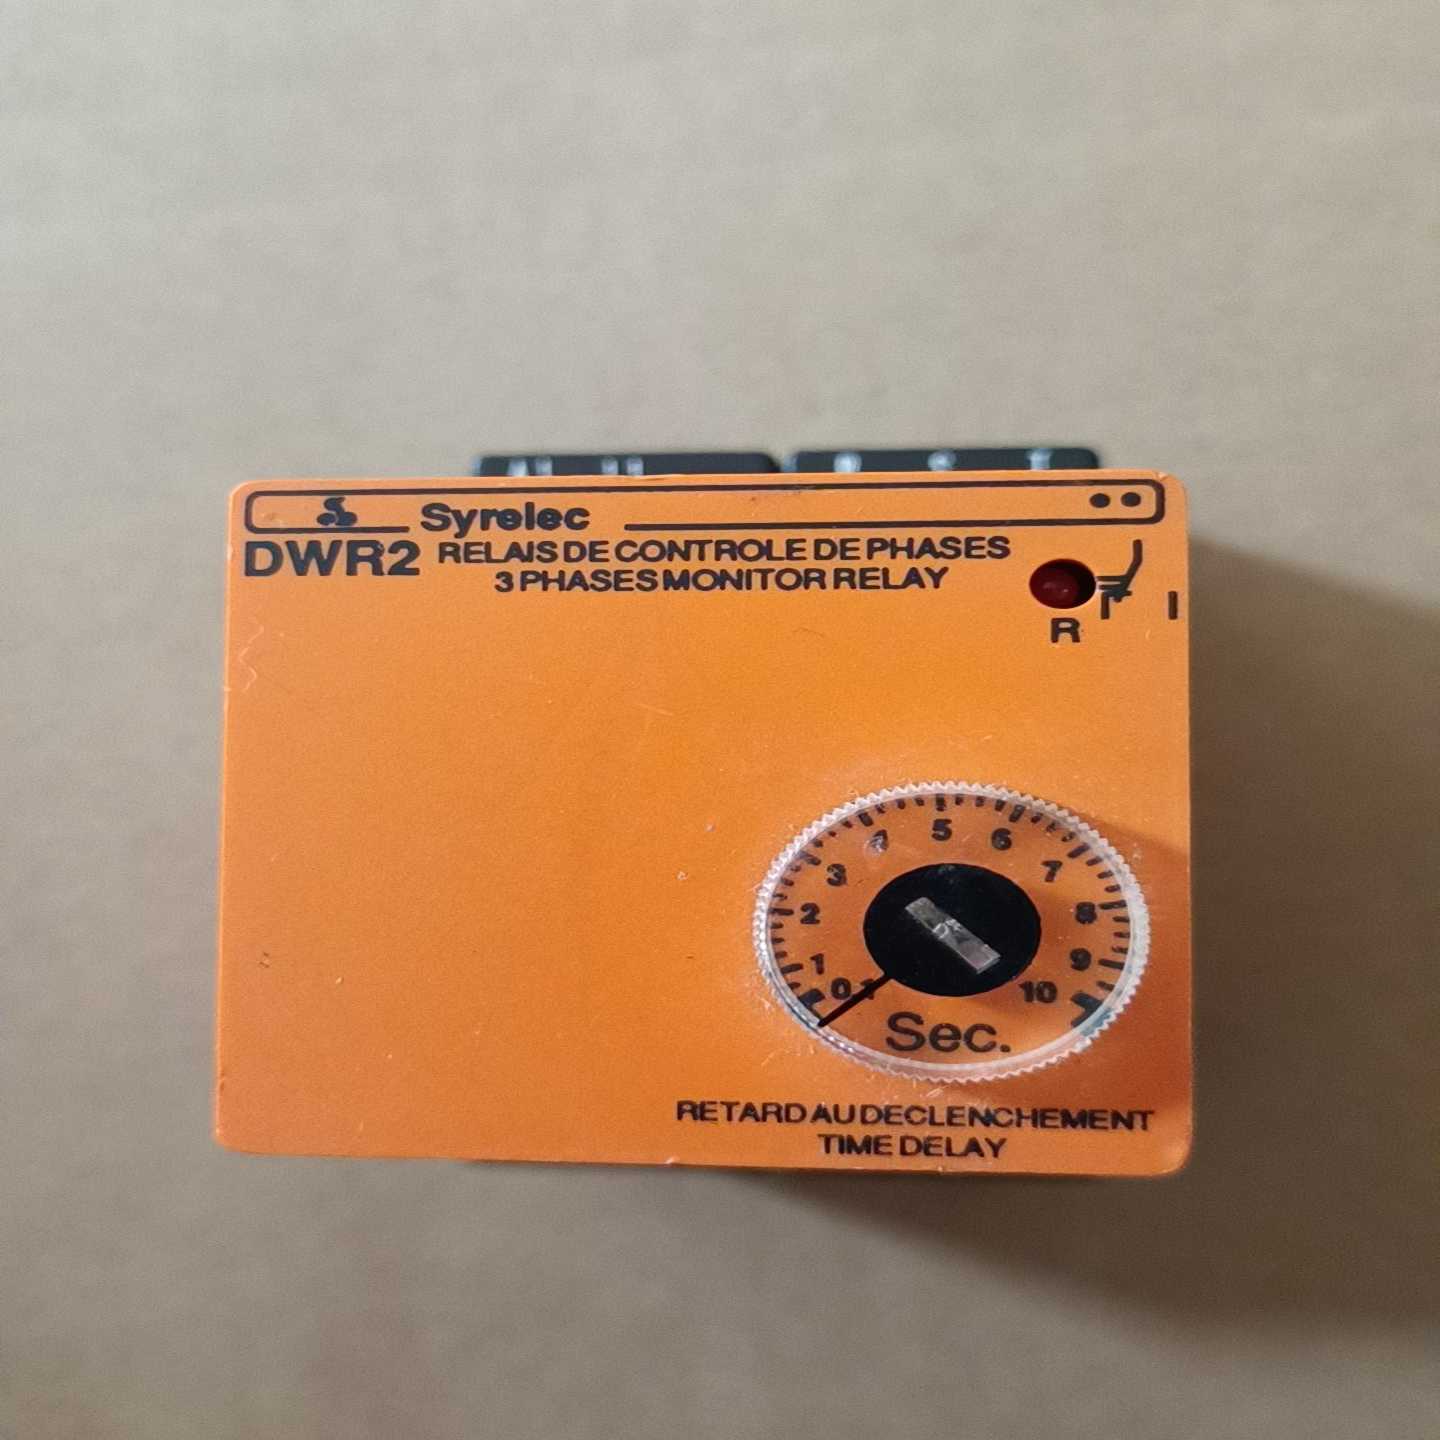 Syrelec
DWR2 RELAIS DE CONTROLE DE PHASES
3 PHASES MONITOR RELAY
R
0.1 1 2 3 4 5 6 7 8 9 10
Sec.
RETARD AU DECLENCHEMENT
TIME DELAY